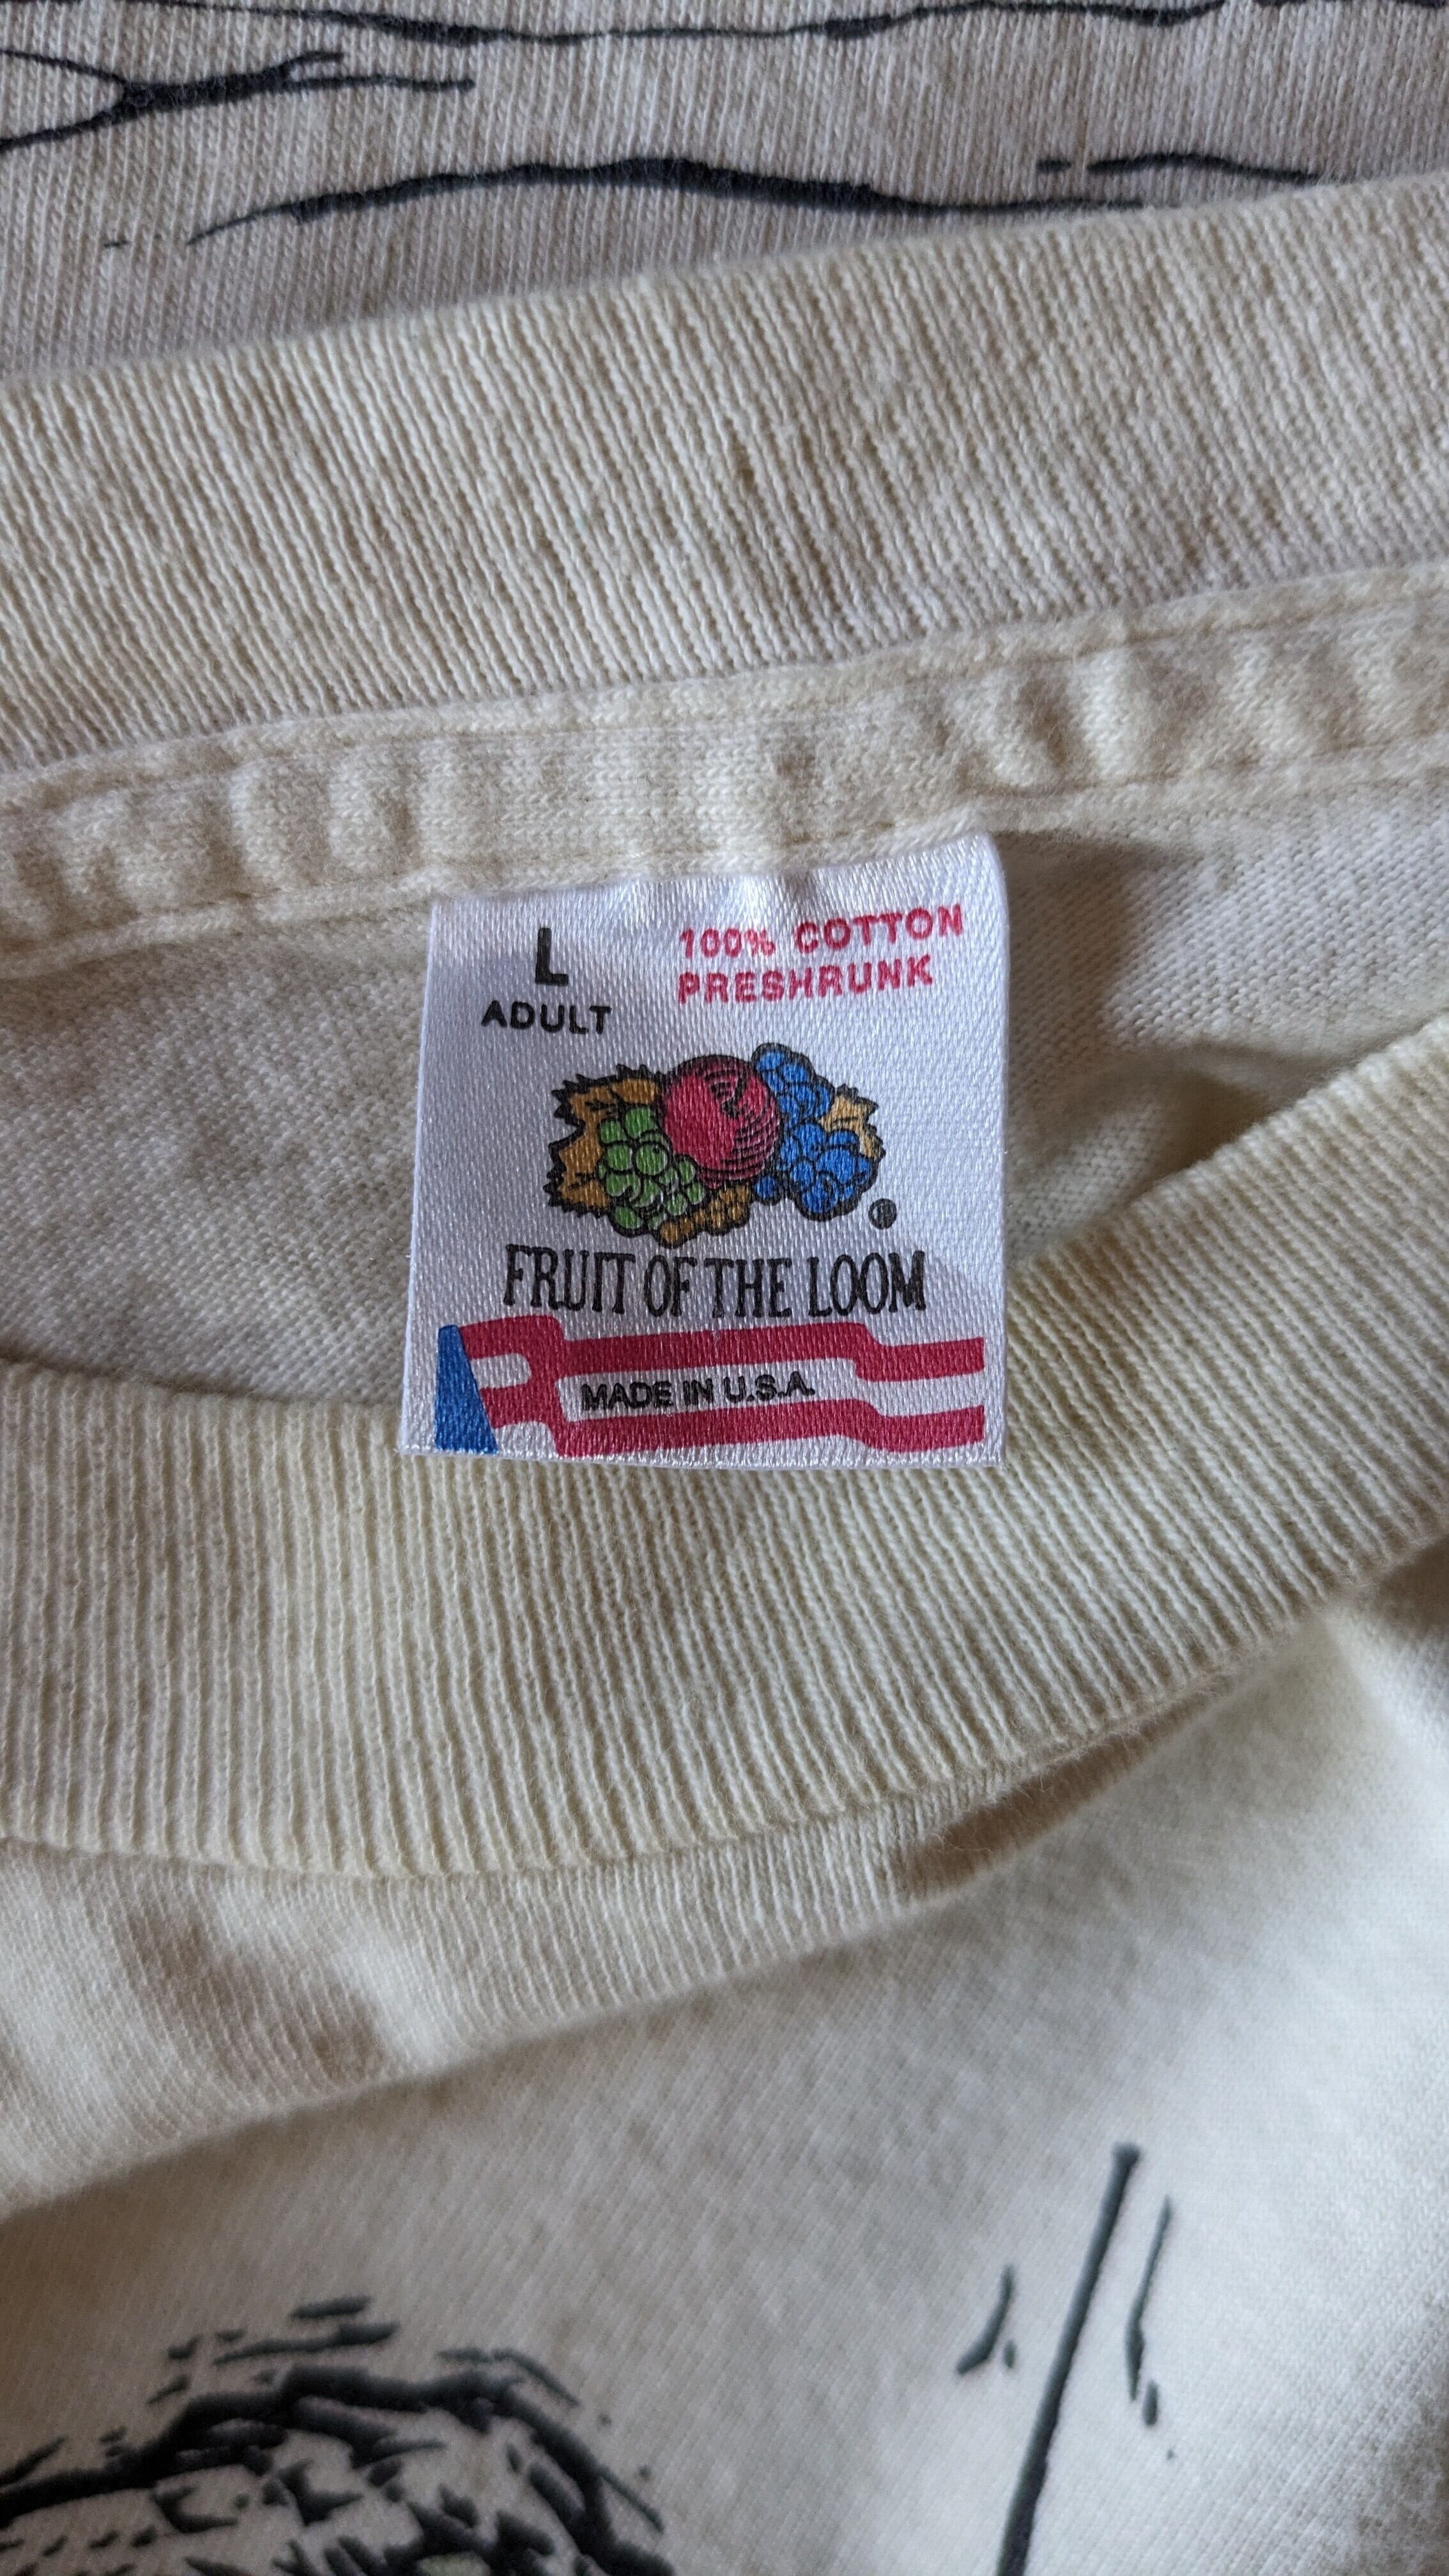 L
ADULT
100% COTTON
PRESHRUNK
®
FRUIT OF THE LOOM
MADE IN U.S.A.